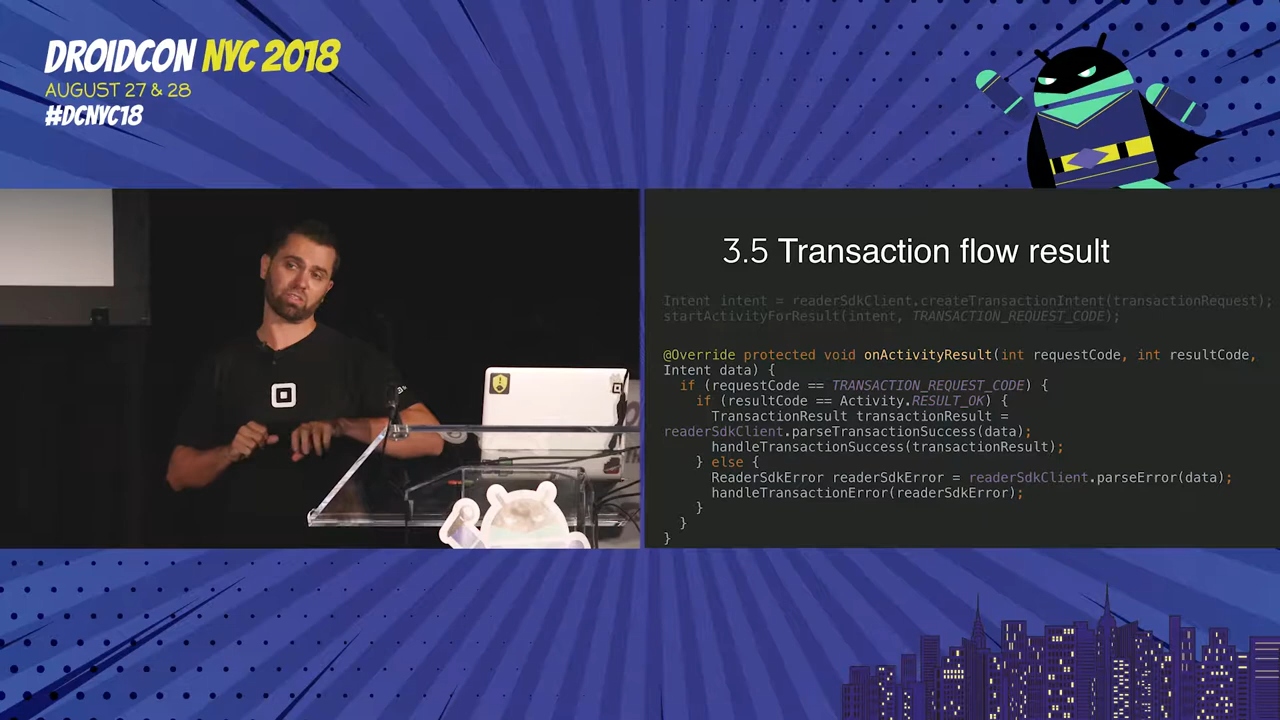 DROIDCON NYC 2018
AUGUST 27 & 28
#DCNYC18
3.5 Transaction flow result
Intent intent = readerSdkClient.createTransactionIntent(transactionRequest);
startActivityForResult(intent, TRANSACTION_REQUEST_CODE);
@Override protected void onActivityResult(int requestCode, int resultCode,
Intent data) {
if (requestCode == TRANSACTION_REQUEST_CODE) {
if (resultCode == Activity.RESULT_OK) {
TransactionResult transactionResult =
readerSdkClient.parseTransactionSuccess(data);
handleTransactionSuccess(transactionResult);
} else {
ReaderSdkError readerSdkError = readerSdkClient.parseError(data);
handleTransactionError(readerSdkError);
}
}
}